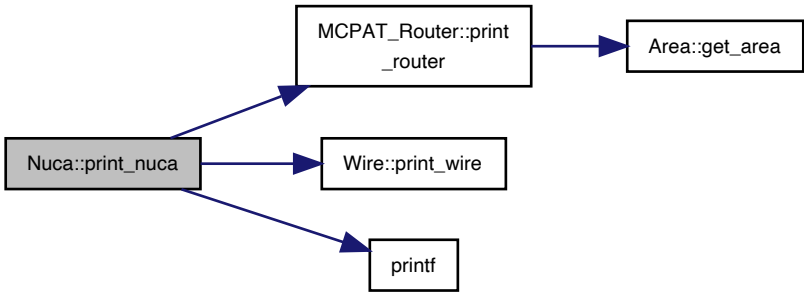 MCPAT_Router::print
_router
Area::get_area
Nuca::print_nuca
Wire::print_wire
printf